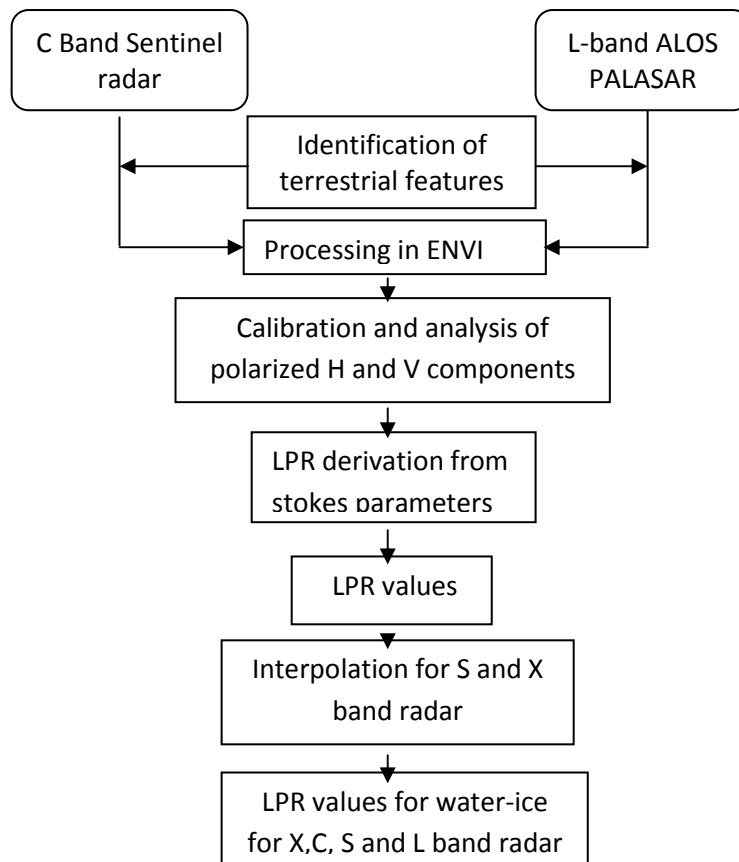 C Band Sentinel
radar
L-band ALOS
PALASAR
Identification of
terrestrial features
Processing in ENVI
Calibration and analysis of
polarized H and V components
LPR derivation from
stokes parameters
LPR values
Interpolation for S and X
band radar
LPR values for water-ice
for X,C, S and L band radar